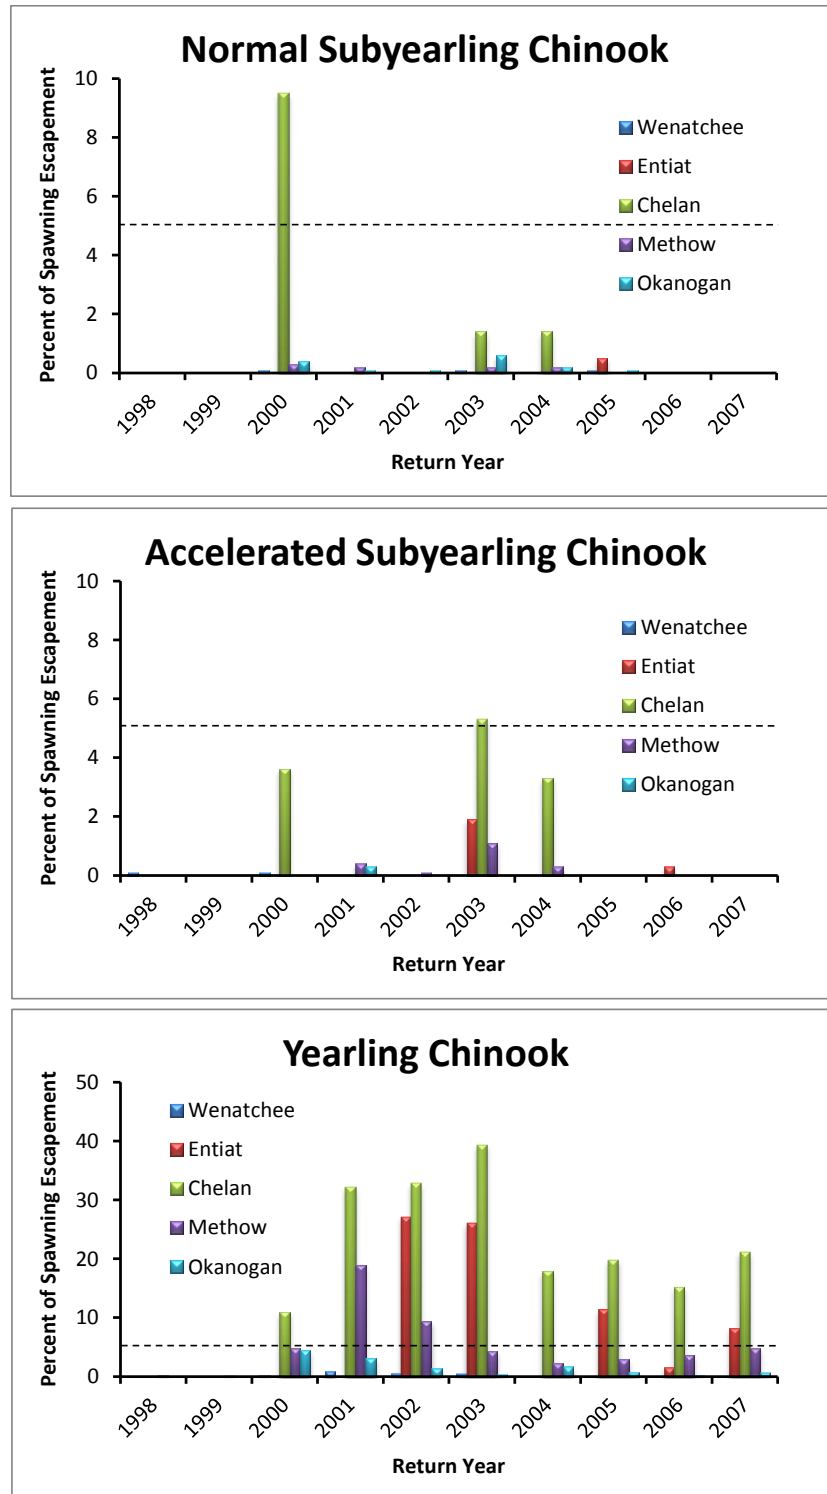 Normal Subyearling Chinook
Percent of Spawning Escapement
10
8
6
4
2
0
Wenatchee
Entiat
Chelan
Methow
Okanogan
1998
1999
2000
2001
2002
2003
2004
2005
2006
2007
Return Year
Accelerated Subyearling Chinook
Percent of Spawning Escapement
10
8
6
4
2
0
Wenatchee
Entiat
Chelan
Methow
Okanogan
1998
1999
2000
2001
2002
2003
2004
2005
2006
2007
Return Year
Yearling Chinook
Percent of Spawning Escapement
50
40
30
20
10
0
Wenatchee
Entiat
Chelan
Methow
Okanogan
1998
1999
2000
2001
2002
2003
2004
2005
2006
2007
Return Year